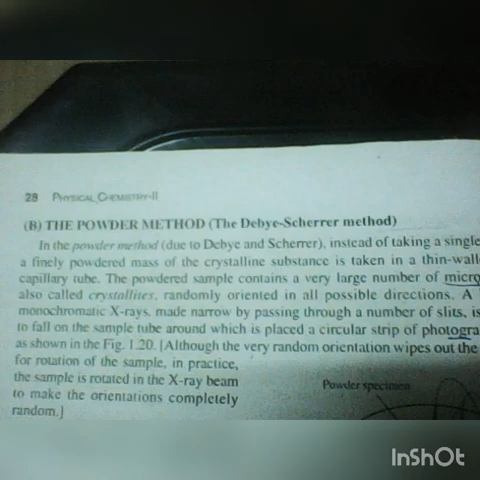 28 PHYSICAL CHEMISTRY-II
(B) THE POWDER METHOD (The Debye-Scherrer method)
In the powder method (due to Debye and Scherrer), instead of taking a single
a finely powdered mass of the crystalline substance is taken in a thin-wall
capillary tube. The powdered sample contains a very large number of micro
also called crystallites, randomly oriented in all possible directions. A
monochromatic X-rays, made narrow by passing through a number of slits, is
to fall on the sample tube around which is placed a circular strip of photogra
as shown in the Fig. 1.20. [Although the very random orientation wipes out the
for rotation of the sample, in practice,
the sample is rotated in the X-ray beam
to make the orientations completely
random.]
Powder specimen
InShOt